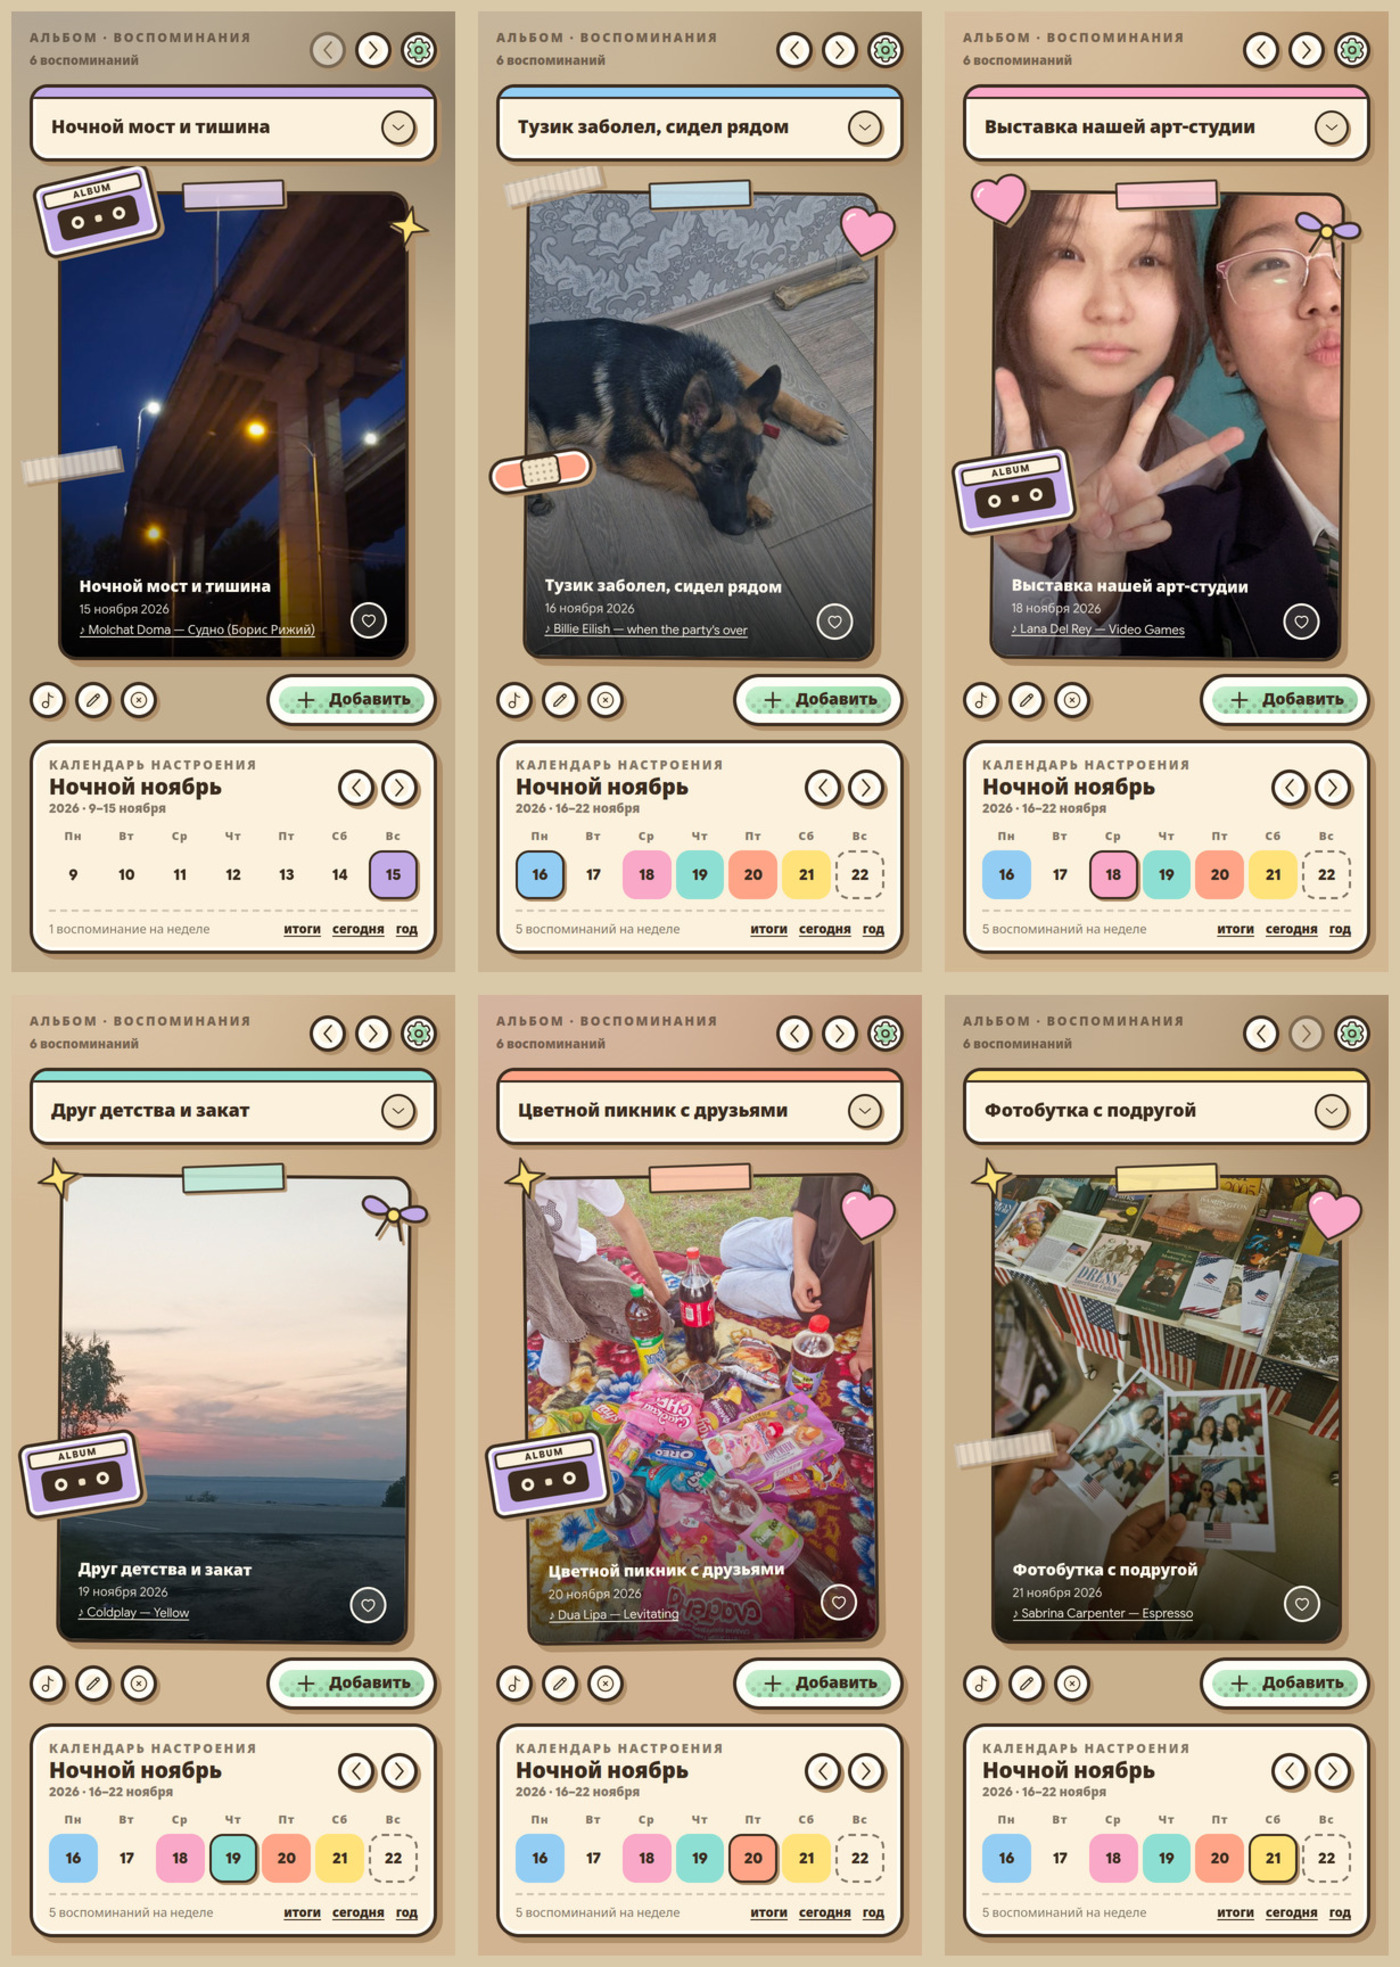 АЛЬБОМ · ВОСПОМИНАНИЯ
6 воспоминаний
Ночной мост и тишина
ALBUM
Ночной мост и тишина
15 ноября 2026
♪ Molchat Doma — Судно (Борис Рижий)
Добавить
КАЛЕНДАРЬ НАСТРОЕНИЯ
Ночной ноябрь
2026 · 9–15 ноября
Пн Вт Ср Чт Пт Сб Вс
9 10 11 12 13 14 15
1 воспоминание на неделе итоги сегодня год
АЛЬБОМ · ВОСПОМИНАНИЯ
6 воспоминаний
Тузик заболел, сидел рядом
Тузик заболел, сидел рядом
16 ноября 2026
♪ Billie Eilish — when the party's over
Добавить
КАЛЕНДАРЬ НАСТРОЕНИЯ
Ночной ноябрь
2026 · 16–22 ноября
Пн Вт Ср Чт Пт Сб Вс
16 17 18 19 20 21 22
5 воспоминаний на неделе итоги сегодня год
АЛЬБОМ · ВОСПОМИНАНИЯ
6 воспоминаний
Выставка нашей арт-студии
ALBUM
Выставка нашей арт-студии
18 ноября 2026
♪ Lana Del Rey — Video Games
Добавить
КАЛЕНДАРЬ НАСТРОЕНИЯ
Ночной ноябрь
2026 · 16–22 ноября
Пн Вт Ср Чт Пт Сб Вс
16 17 18 19 20 21 22
5 воспоминаний на неделе итоги сегодня год
АЛЬБОМ · ВОСПОМИНАНИЯ
6 воспоминаний
Друг детства и закат
ALBUM
Друг детства и закат
19 ноября 2026
♪ Coldplay — Yellow
Добавить
КАЛЕНДАРЬ НАСТРОЕНИЯ
Ночной ноябрь
2026 · 16–22 ноября
Пн Вт Ср Чт Пт Сб Вс
16 17 18 19 20 21 22
5 воспоминаний на неделе итоги сегодня год
АЛЬБОМ · ВОСПОМИНАНИЯ
6 воспоминаний
Цветной пикник с друзьями
OREO
ALBUM
Цветной пикник с друзьями
20 ноября 2026
♪ Dua Lipa — Levitating
Добавить
КАЛЕНДАРЬ НАСТРОЕНИЯ
Ночной ноябрь
2026 · 16–22 ноября
Пн Вт Ср Чт Пт Сб Вс
16 17 18 19 20 21 22
5 воспоминаний на неделе итоги сегодня год
АЛЬБОМ · ВОСПОМИНАНИЯ
6 воспоминаний
Фотобутка с подругой
2005
WASHINGTON
DRESS
Фотобутка с подругой
21 ноября 2026
♪ Sabrina Carpenter — Espresso
Добавить
КАЛЕНДАРЬ НАСТРОЕНИЯ
Ночной ноябрь
2026 · 16–22 ноября
Пн Вт Ср Чт Пт Сб Вс
16 17 18 19 20 21 22
5 воспоминаний на неделе итоги сегодня год